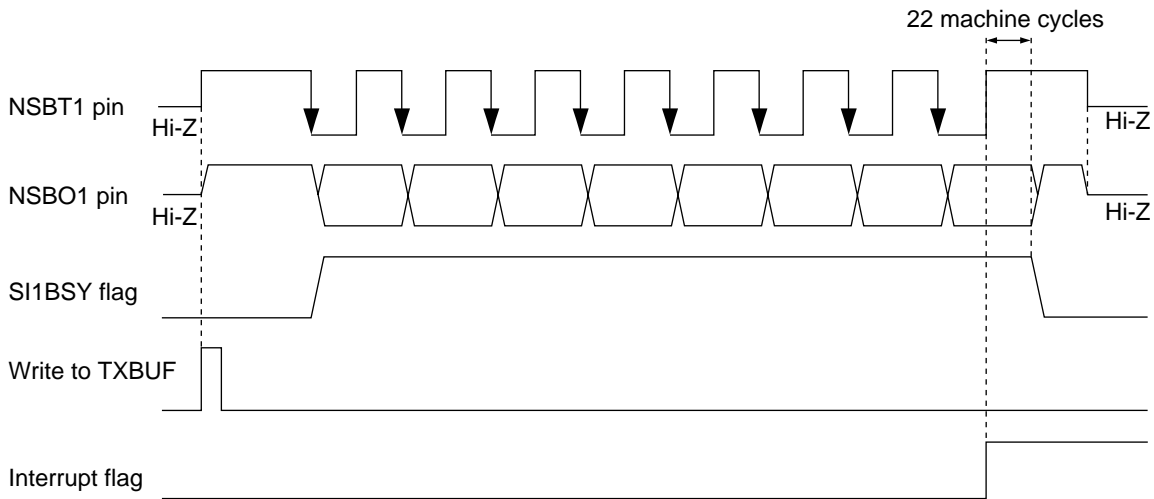 22 machine cycles
NSBT1 pin
Hi-Z
Hi-Z
NSBO1 pin
Hi-Z
Hi-Z
SI1BSY flag
Write to TXBUF
Interrupt flag